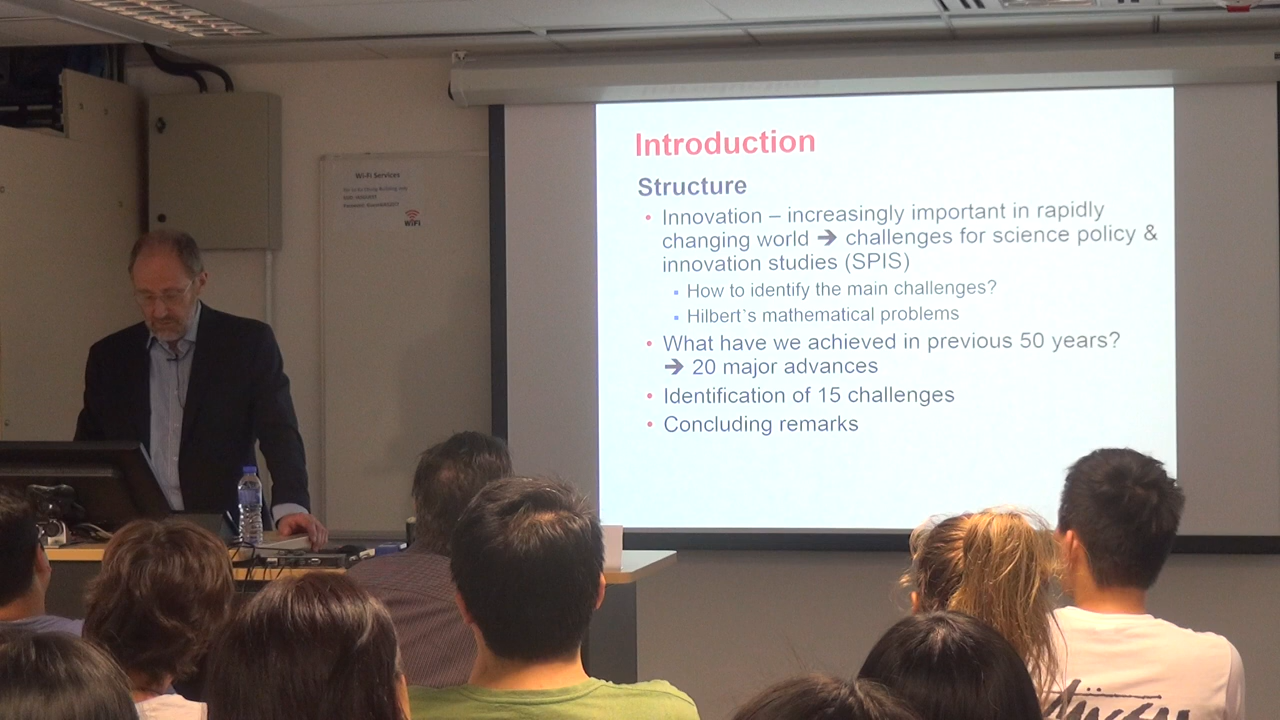 Wi-Fi Services
WiFi
Introduction
Structure
• Innovation – increasingly important in rapidly
changing world ➔ challenges for science policy &
innovation studies (SPIS)
▪ How to identify the main challenges?
▪ Hilbert`s mathematical problems
• What have we achieved in previous 50 years?
➔ 20 major advances
• Identification of 15 challenges
• Concluding remarks